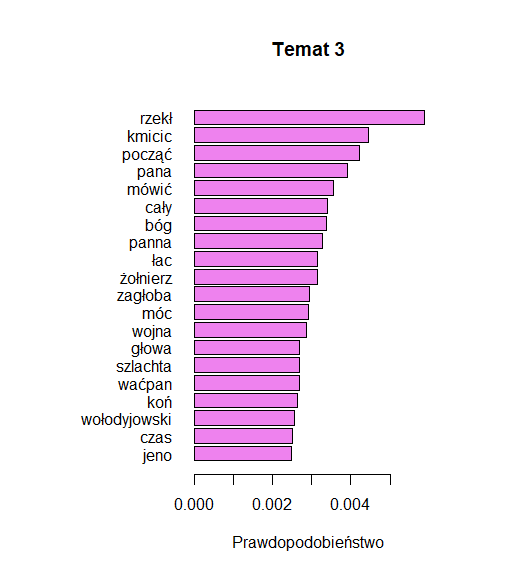 Temat 3
rzekł
kmicic
począć
pana
mówić
cały
bóg
panna
łac
żołnierz
zagłoba
móc
wojna
głowa
szlachta
waćpan
koń
wołodyjowski
czas
jeno
0.000 0.002 0.004
Prawdopodobieństwo